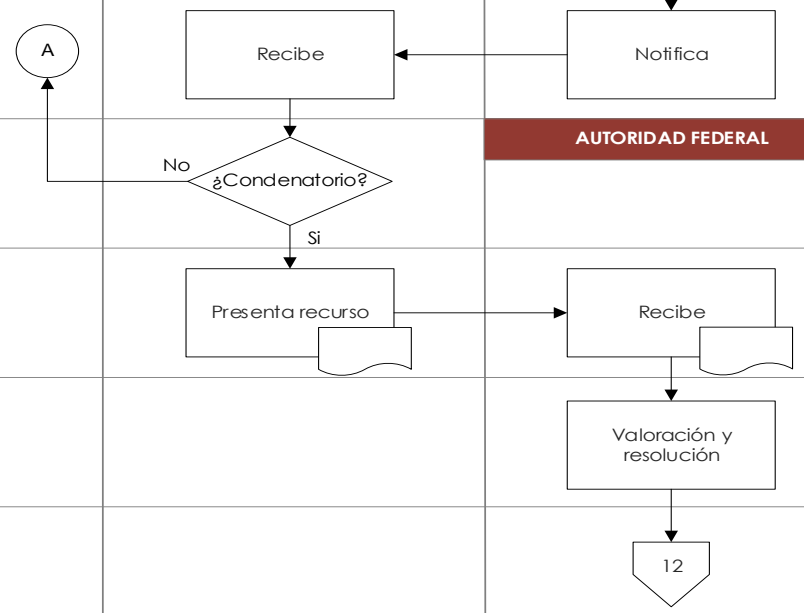 A
Recibe
Notifica
AUTORIDAD FEDERAL
No
¿Condenatorio?
Si
Presenta recurso
Recibe
Valoración y
resolución
12